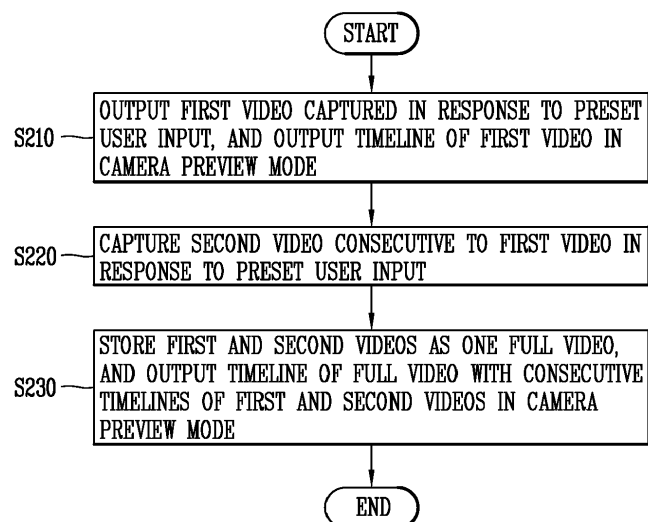 START
S210
OUTPUT FIRST VIDEO CAPTURED IN RESPONSE TO PRESET
USER INPUT, AND OUTPUT TIMELINE OF FIRST VIDEO IN
CAMERA PREVIEW MODE
S220
CAPTURE SECOND VIDEO CONSECUTIVE TO FIRST VIDEO IN
RESPONSE TO PRESET USER INPUT
S230
STORE FIRST AND SECOND VIDEOS AS ONE FULL VIDEO,
AND OUTPUT TIMELINE OF FULL VIDEO WITH CONSECUTIVE
TIMELINES OF FIRST AND SECOND VIDEOS IN CAMERA
PREVIEW MODE
END